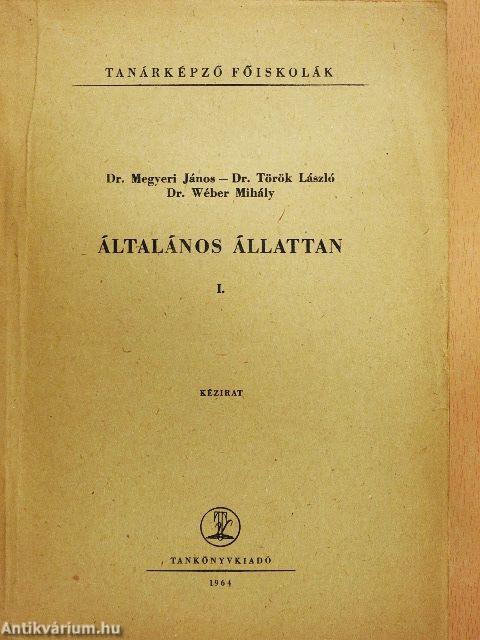 TANÁRKÉPZŐ FŐISKOLÁK
Dr. Megyeri János – Dr. Török László
Dr. Wéber Mihály
ÁLTALÁNOS ÁLLATTAN
I.
KÉZIRAT
TANKÖNYVKIADÓ
1964
Antikvárium.hu